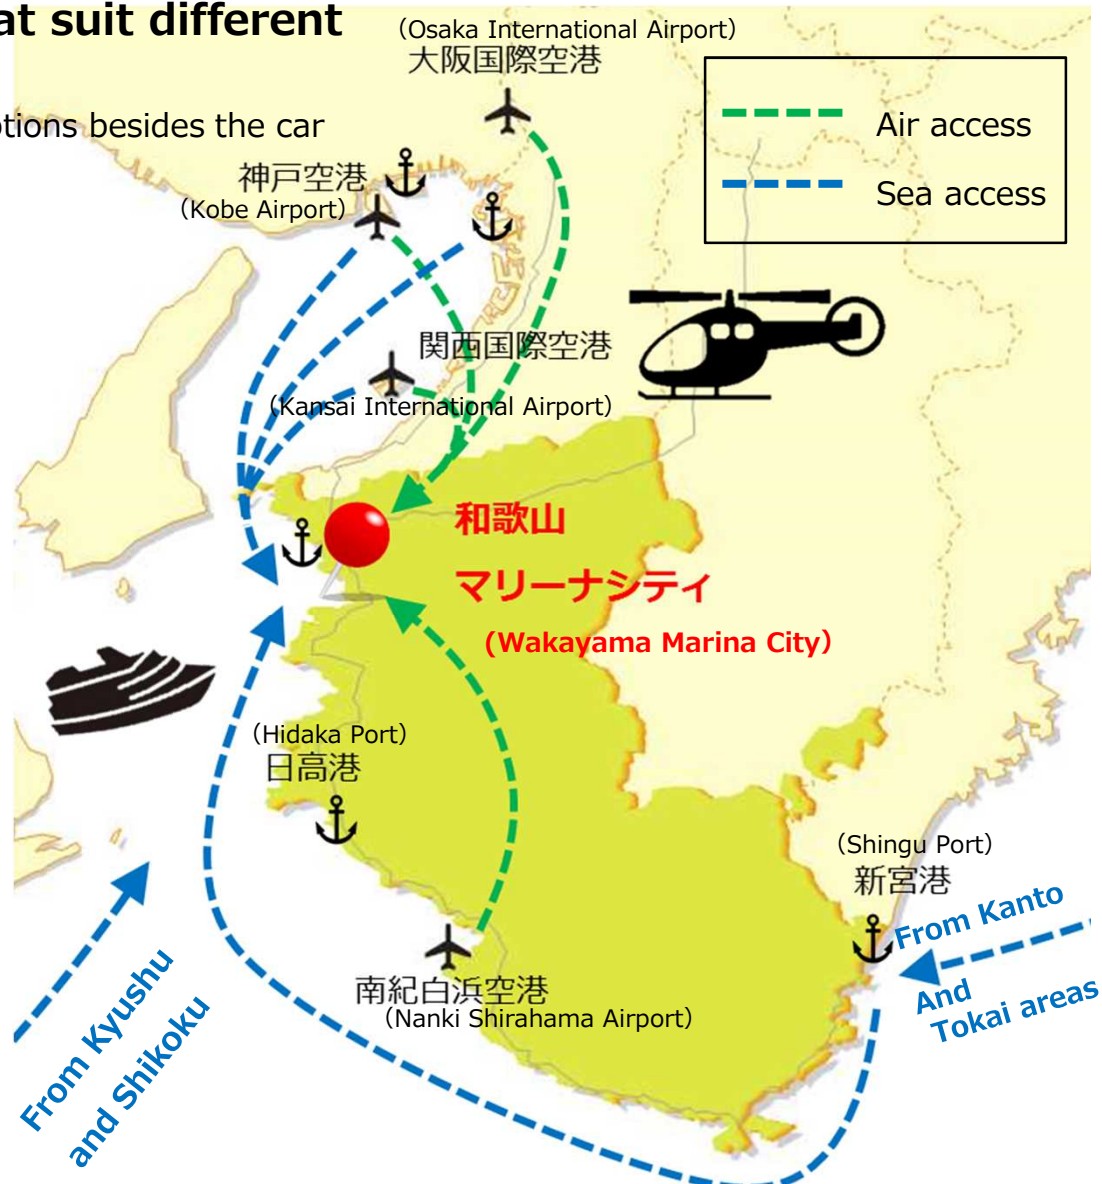 at suit different
otions besides the car
（Osaka International Airport）
大阪国際空港
Air access
Sea access
神戸空港
（Kobe Airport）
関西国際空港
（Kansai International Airport）
和歌山
マリーナシティ
(Wakayama Marina City）
（Hidaka Port）
日高港
（Shingu Port）
新宮港
From Kanto
And
Tokai areas
南紀白浜空港
（Nanki Shirahama Airport）
From Kyushu
and Shikoku